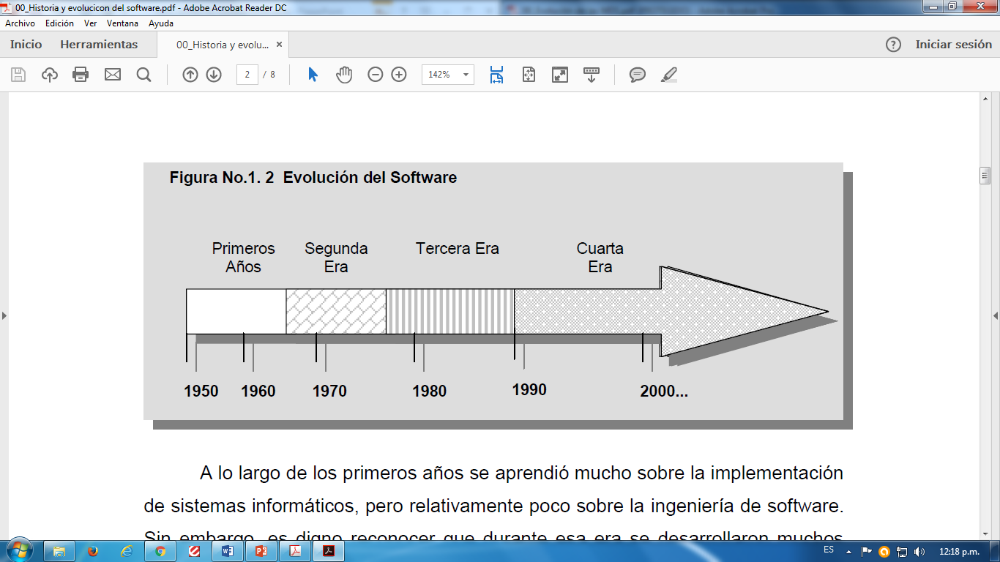 00_Historia y evolucicon del software.pdf - Adobe Acrobat Reader DC
Archivo Edición Ver Ventana Ayuda
Inicio Herramientas 00_Historia y evolu... × ? Iniciar sesión
2 / 8 142%
Figura No.1. 2 Evolución del Software
Primeros Segunda Tercera Era Cuarta
Años Era Era
1950 1960 1970 1980 1990 2000...
A lo largo de los primeros años se aprendió mucho sobre la implementación
de sistemas informáticos, pero relativamente poco sobre la ingeniería de software.
Sin embargo, es digno reconocer que durante esa era se desarrollaron muchos
ES 12:18 p.m.